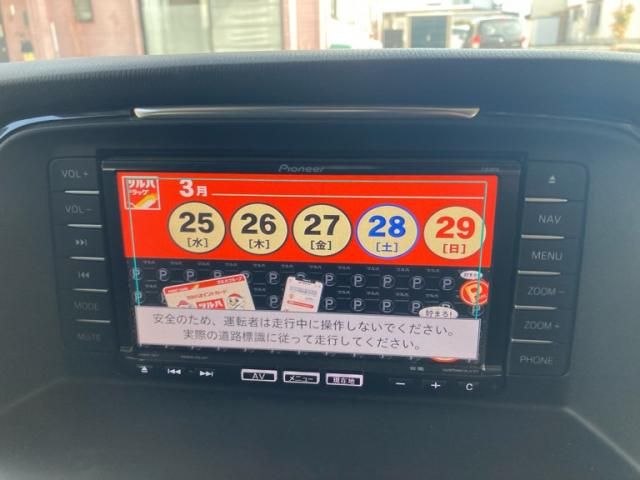 Pioneer
VOL +
VOL −
MODE
MUTE
NAV
MENU
ZOOM −
ZOOM +
PHONE
ツルハ
ドラッグ
3月
25
[水]
26
[木]
27
[金]
28
[土]
29
[日]
貯まる!
安全のため、運転者は走行中に操作しないでください。
実際の道路標識に従って走行してください。
AV
メニュー
現在地
− + C